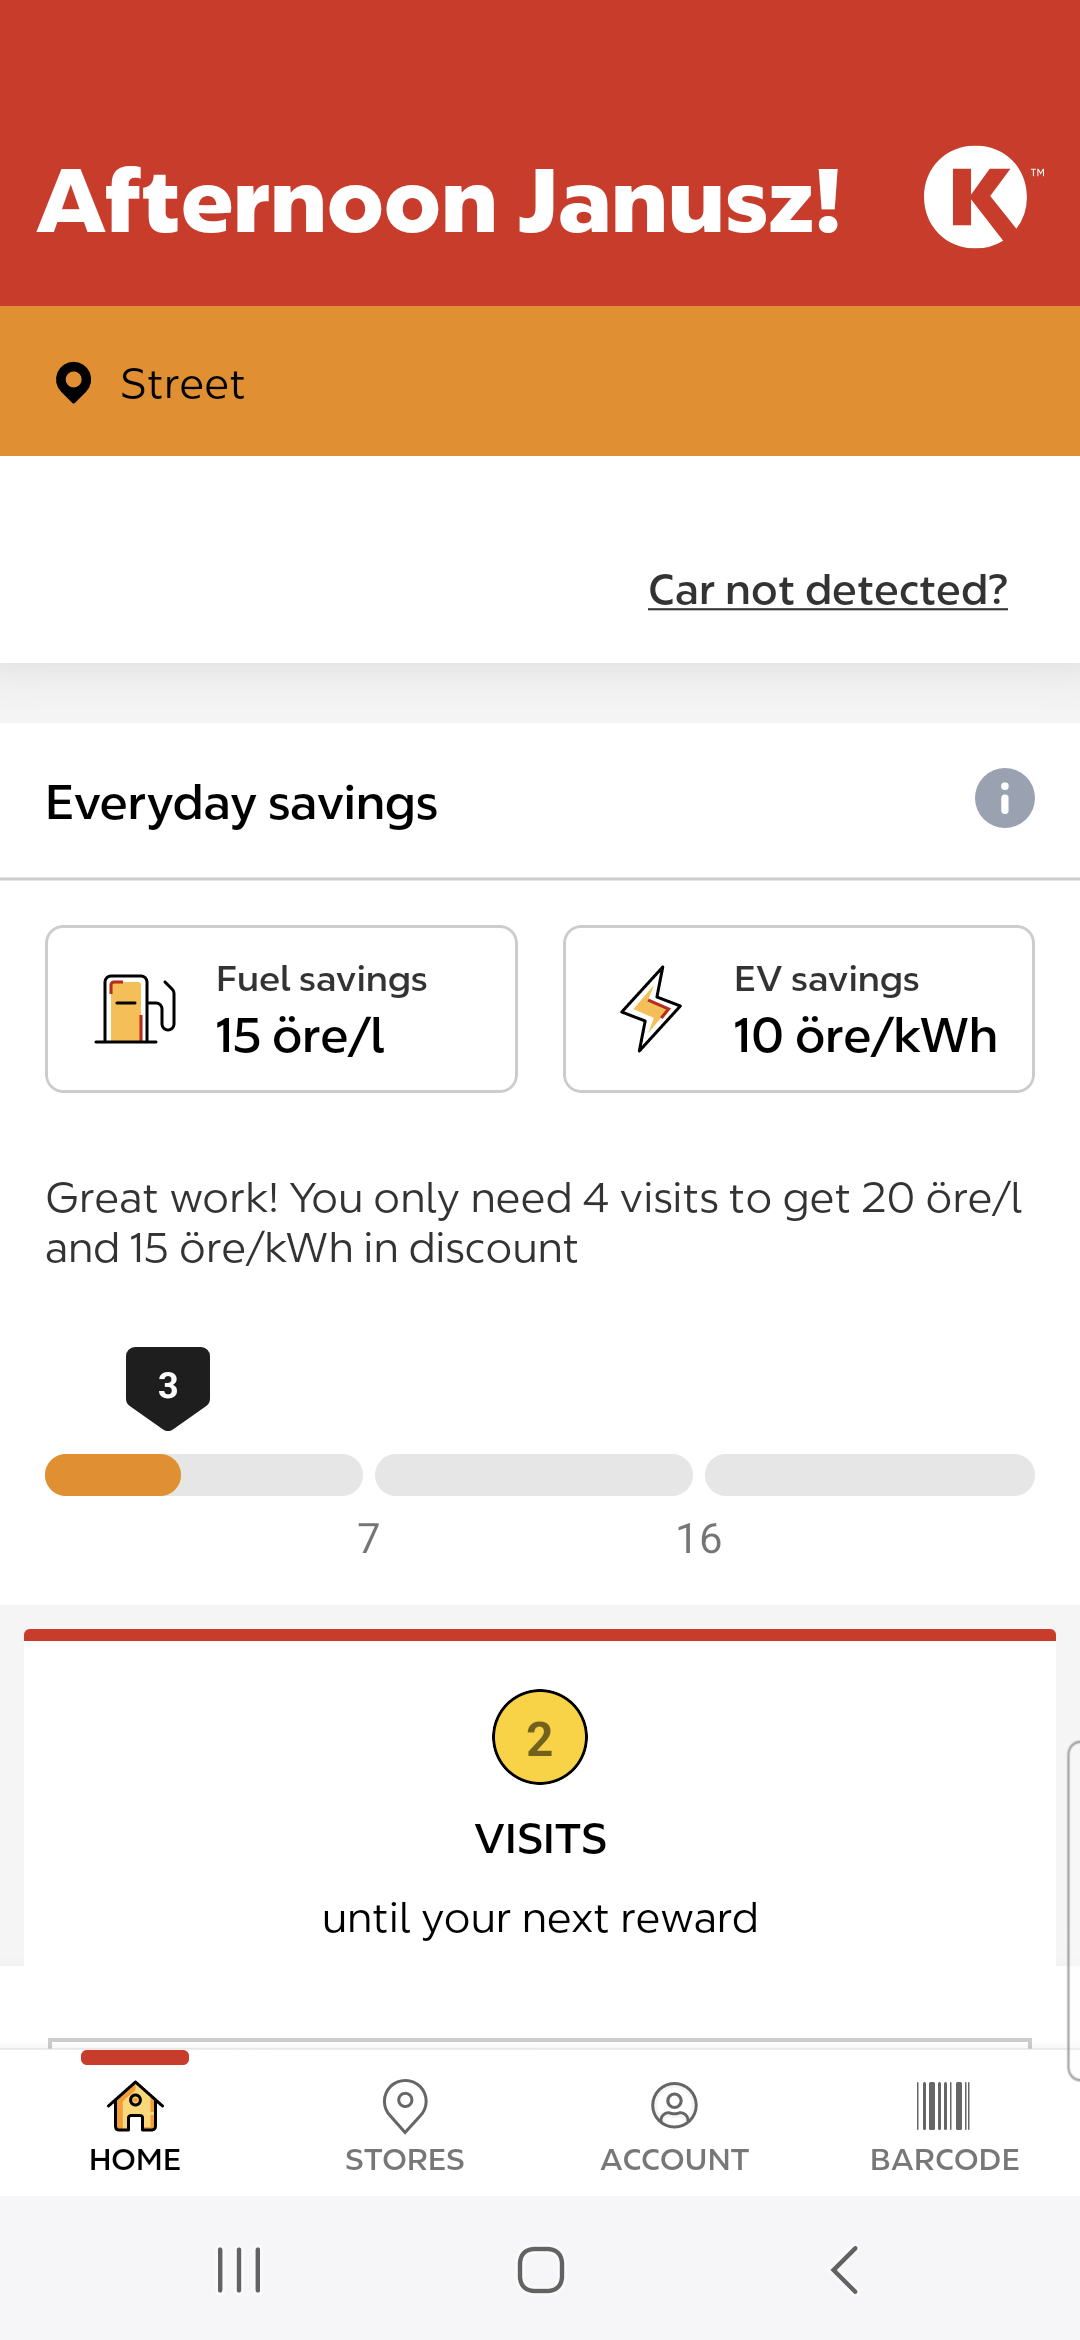 Afternoon Janusz!
K™
Street
Car not detected?
Everyday savings
Fuel savings
15 öre/l
EV savings
10 öre/kWh
Great work! You only need 4 visits to get 20 öre/l
and 15 öre/kWh in discount
3
7
16
2
VISITS
until your next reward
HOME
STORES
ACCOUNT
BARCODE